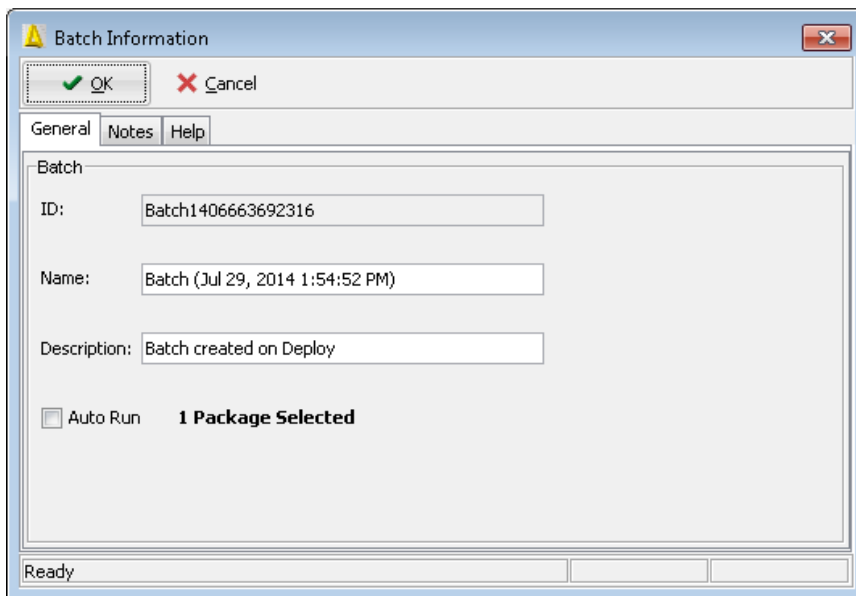 Batch Information
OK Cancel
General Notes Help
Batch
ID: Batch1406663692316
Name: Batch (Jul 29, 2014 1:54:52 PM)
Description: Batch created on Deploy
Auto Run 1 Package Selected
Ready